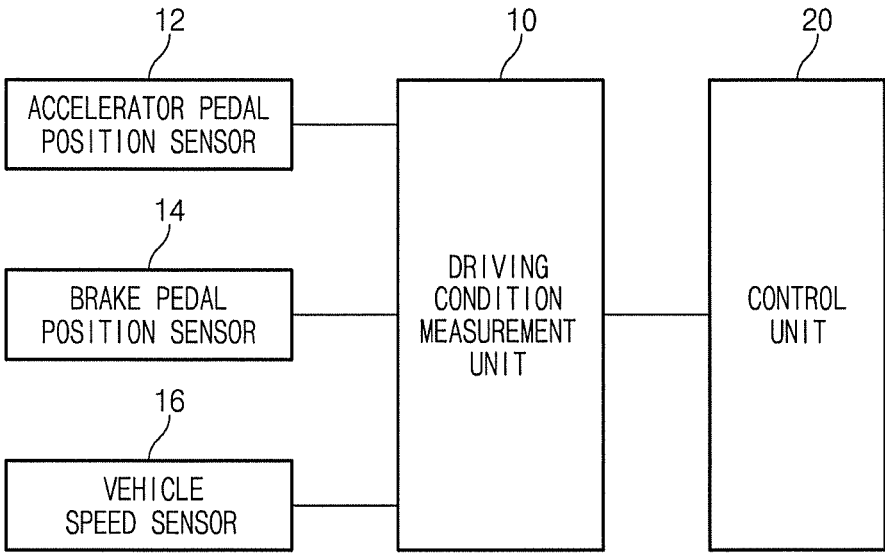 12
10
20
ACCELERATOR PEDAL
POSITION SENSOR
14
BRAKE PEDAL
POSITION SENSOR
DRIVING
CONDITION
MEASUREMENT
UNIT
CONTROL
UNIT
16
VEHICLE
SPEED SENSOR